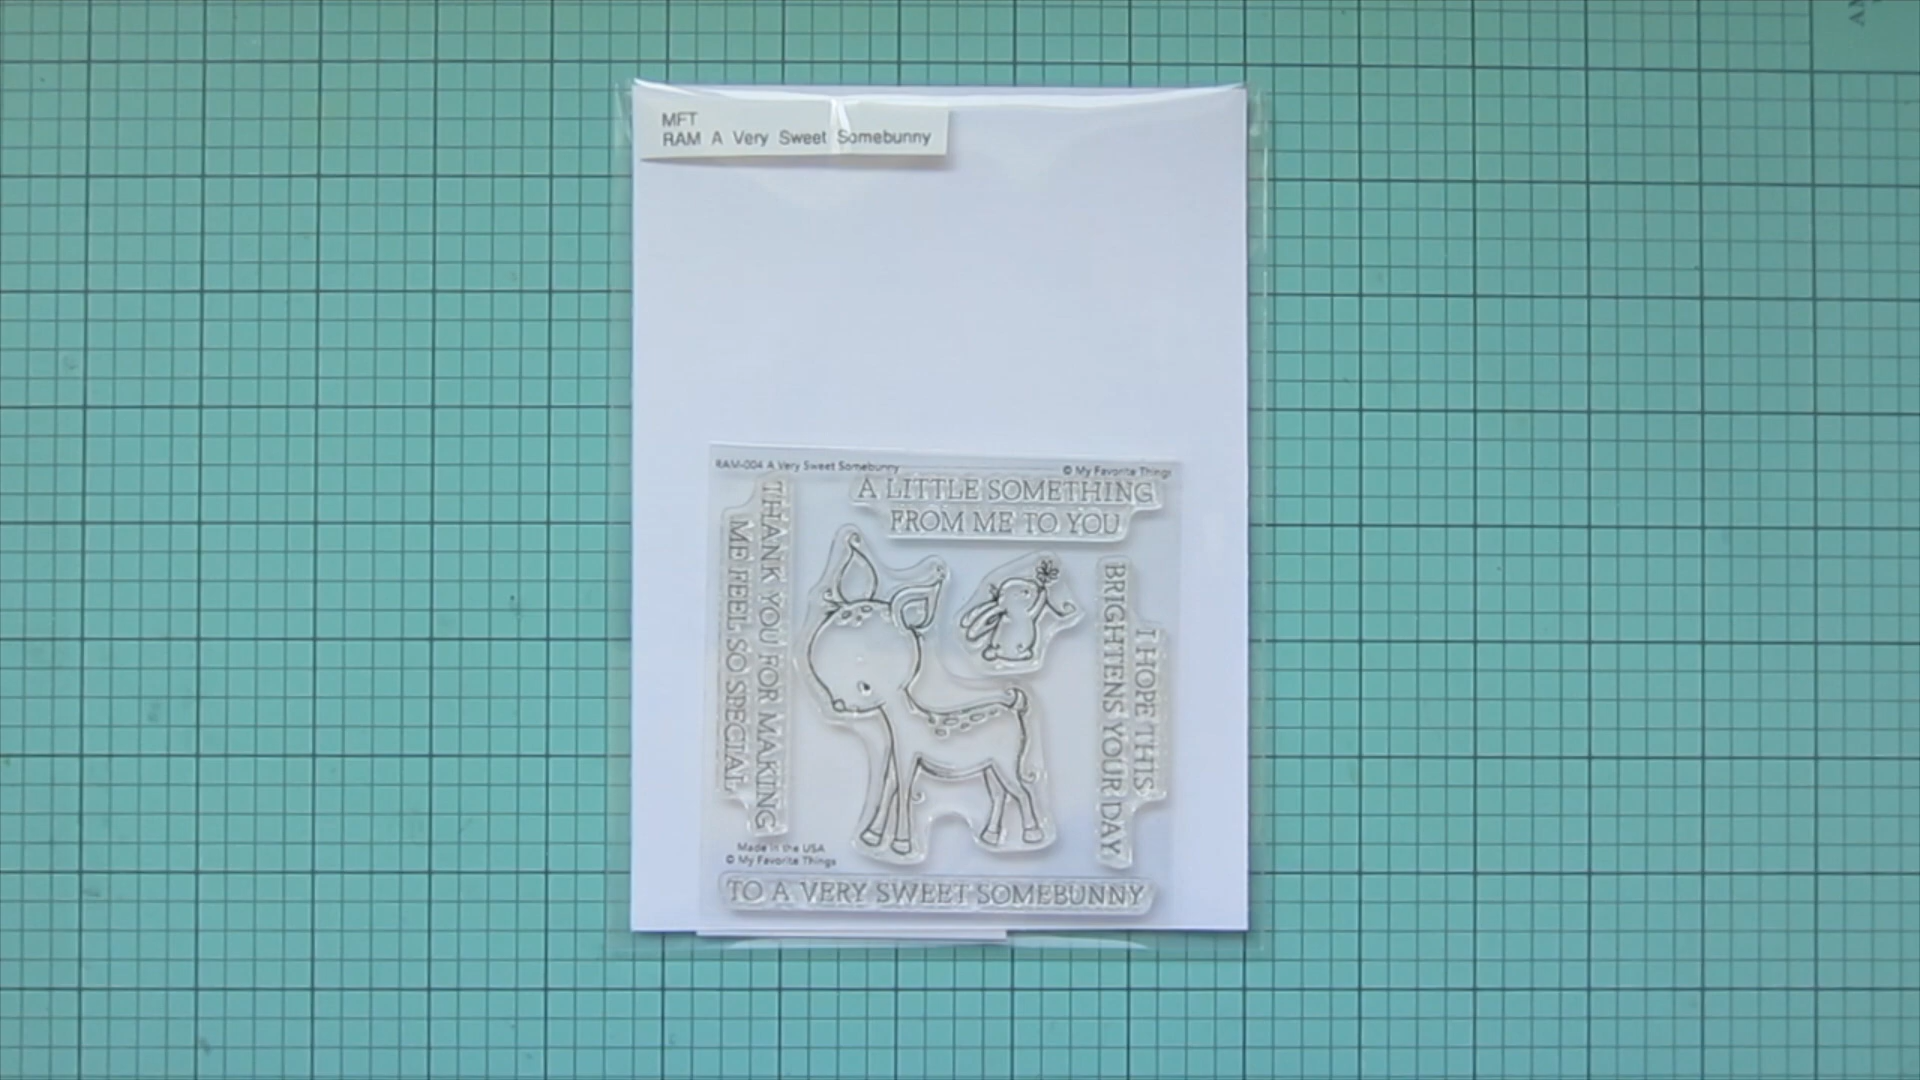 MFT
RAM A Very Sweet Somebunny
RAM-004 A Very Sweet Somebunny
© My Favorite Things
A LITTLE SOMETHING
FROM ME TO YOU
THANK YOU FOR MAKING
ME FEEL SO SPECIAL
I HOPE THIS
BRIGHTENS YOUR DAY
Made in the USA
© My Favorite Things
TO A VERY SWEET SOMEBUNNY